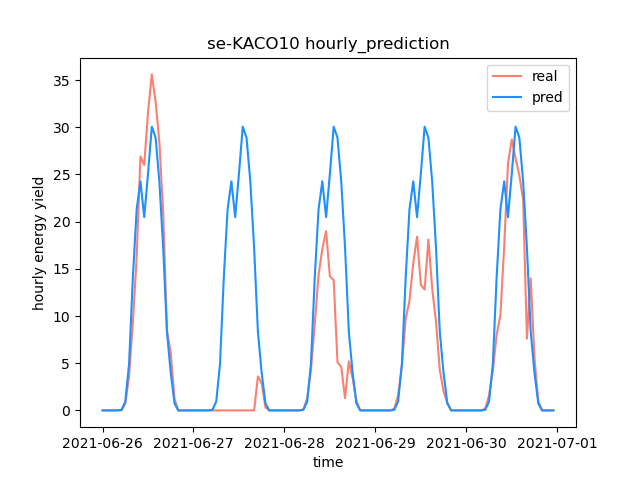 se-KACO10 hourly_prediction
real
pred
hourly energy yield
35
30
25
20
15
10
5
0
2021-06-26 2021-06-27 2021-06-28 2021-06-29 2021-06-30 2021-07-01
time